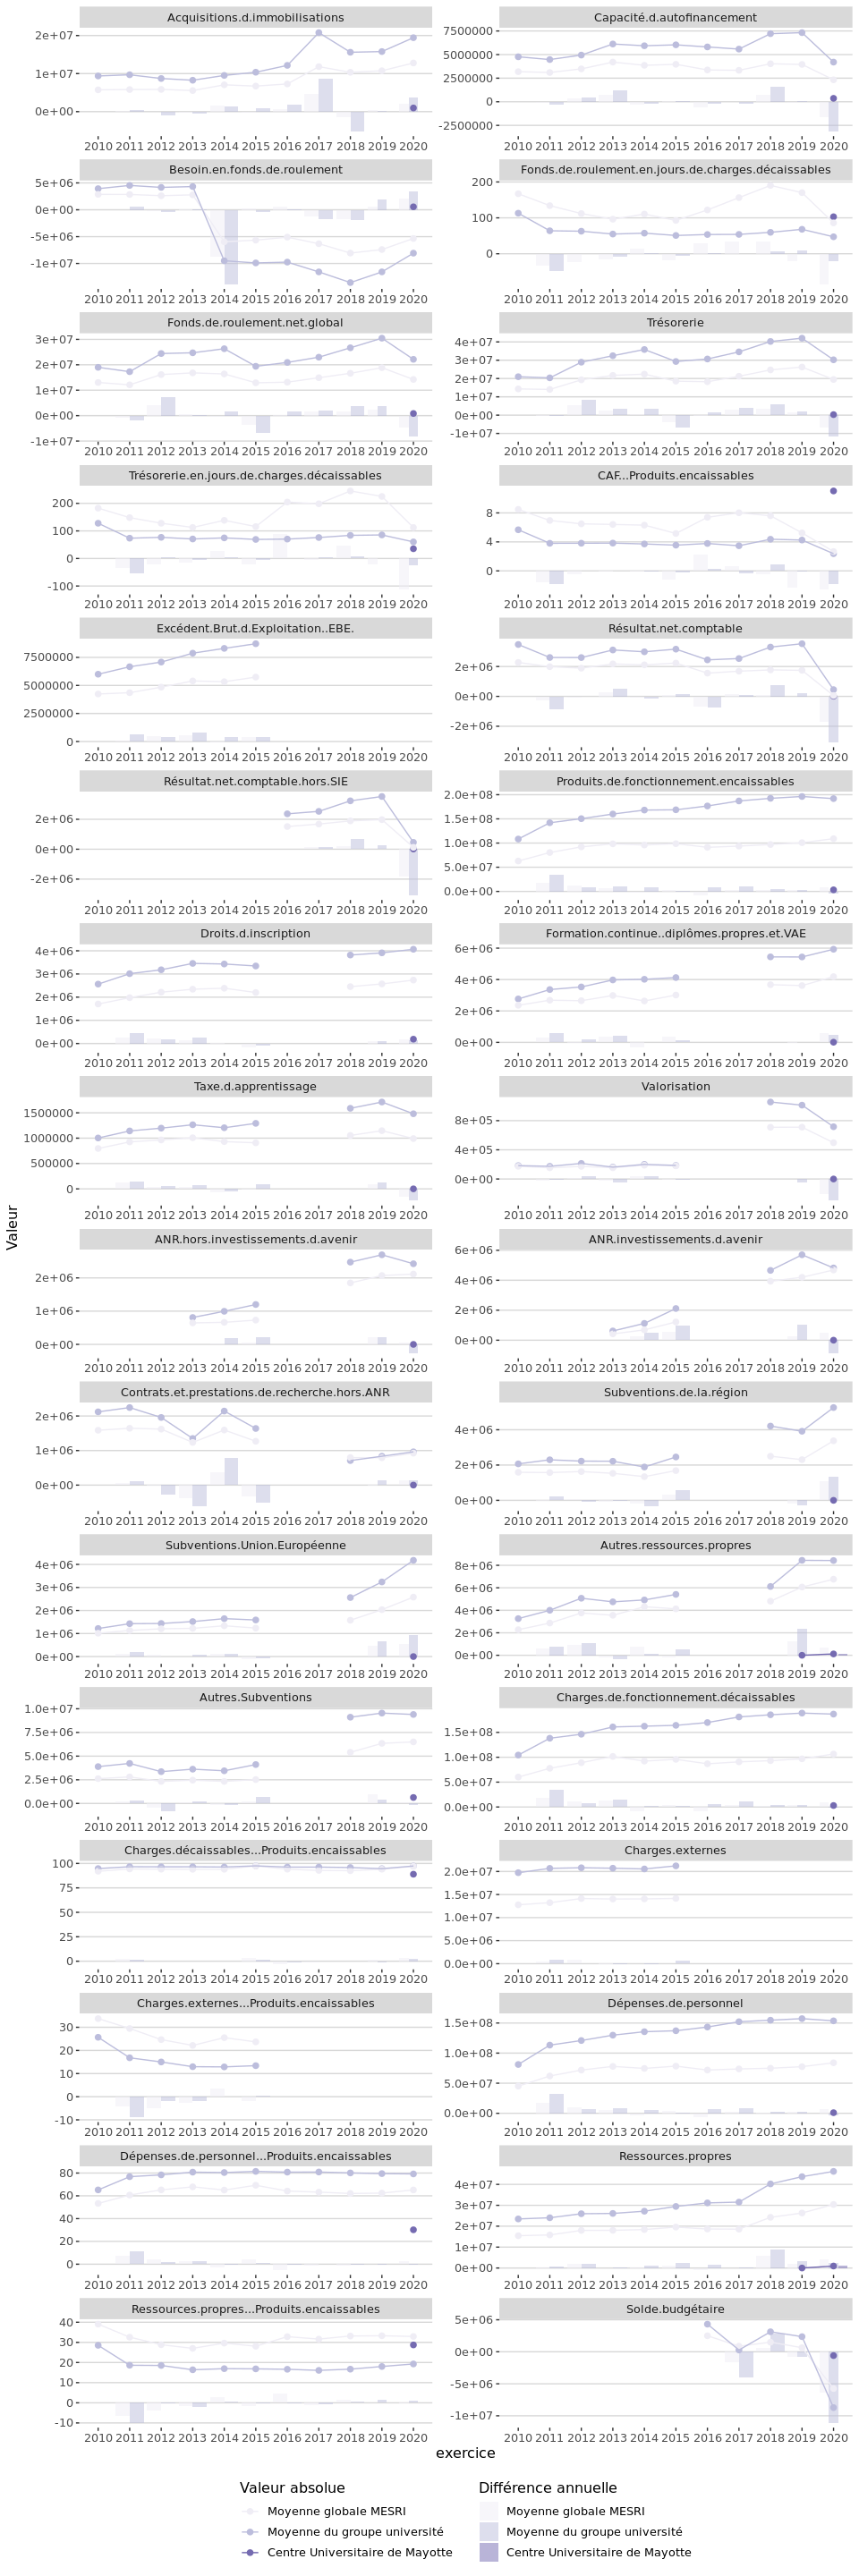 Acquisitions.d.immobilisations
Capacité.d.autofinancement
2e+07
1e+07
0e+00
7500000
5000000
2500000
0
-2500000
2010 2011 2012 2013 2014 2015 2016 2017 2018 2019 2020
2010 2011 2012 2013 2014 2015 2016 2017 2018 2019 2020
Besoin.en.fonds.de.roulement
Fonds.de.roulement.en.jours.de.charges.décaissables
5e+06
0e+00
-5e+06
-1e+07
200
100
0
2010 2011 2012 2013 2014 2015 2016 2017 2018 2019 2020
2010 2011 2012 2013 2014 2015 2016 2017 2018 2019 2020
Fonds.de.roulement.net.global
Trésorerie
3e+07
2e+07
1e+07
0e+00
-1e+07
4e+07
3e+07
2e+07
1e+07
0e+00
-1e+07
2010 2011 2012 2013 2014 2015 2016 2017 2018 2019 2020
2010 2011 2012 2013 2014 2015 2016 2017 2018 2019 2020
Trésorerie.en.jours.de.charges.décaissables
CAF...Produits.encaissables
200
100
0
-100
8
4
0
2010 2011 2012 2013 2014 2015 2016 2017 2018 2019 2020
2010 2011 2012 2013 2014 2015 2016 2017 2018 2019 2020
Excédent.Brut.d.Exploitation..EBE.
Résultat.net.comptable
7500000
5000000
2500000
0
2e+06
0e+00
-2e+06
2010 2011 2012 2013 2014 2015 2016 2017 2018 2019 2020
2010 2011 2012 2013 2014 2015 2016 2017 2018 2019 2020
Résultat.net.comptable.hors.SIE
Produits.de.fonctionnement.encaissables
2e+06
0e+00
-2e+06
2.0e+08
1.5e+08
1.0e+08
5.0e+07
0.0e+00
2010 2011 2012 2013 2014 2015 2016 2017 2018 2019 2020
2010 2011 2012 2013 2014 2015 2016 2017 2018 2019 2020
Droits.d.inscription
Formation.continue..diplômes.propres.et.VAE
4e+06
3e+06
2e+06
1e+06
0e+00
6e+06
4e+06
2e+06
0e+00
2010 2011 2012 2013 2014 2015 2016 2017 2018 2019 2020
2010 2011 2012 2013 2014 2015 2016 2017 2018 2019 2020
Taxe.d.apprentissage
Valorisation
1500000
1000000
500000
0
8e+05
4e+05
0e+00
2010 2011 2012 2013 2014 2015 2016 2017 2018 2019 2020
2010 2011 2012 2013 2014 2015 2016 2017 2018 2019 2020
Valeur
ANR.hors.investissements.d.avenir
ANR.investissements.d.avenir
2e+06
1e+06
0e+00
6e+06
4e+06
2e+06
0e+00
2010 2011 2012 2013 2014 2015 2016 2017 2018 2019 2020
2010 2011 2012 2013 2014 2015 2016 2017 2018 2019 2020
Contrats.et.prestations.de.recherche.hors.ANR
Subventions.de.la.région
2e+06
1e+06
0e+00
4e+06
2e+06
0e+00
2010 2011 2012 2013 2014 2015 2016 2017 2018 2019 2020
2010 2011 2012 2013 2014 2015 2016 2017 2018 2019 2020
Subventions.Union.Européenne
Autres.ressources.propres
4e+06
3e+06
2e+06
1e+06
0e+00
8e+06
6e+06
4e+06
2e+06
0e+00
2010 2011 2012 2013 2014 2015 2016 2017 2018 2019 2020
2010 2011 2012 2013 2014 2015 2016 2017 2018 2019 2020
Autres.Subventions
Charges.de.fonctionnement.décaissables
1.0e+07
7.5e+06
5.0e+06
2.5e+06
0.0e+00
1.5e+08
1.0e+08
5.0e+07
0.0e+00
2010 2011 2012 2013 2014 2015 2016 2017 2018 2019 2020
2010 2011 2012 2013 2014 2015 2016 2017 2018 2019 2020
Charges.décaissables...Produits.encaissables
Charges.externes
100
75
50
25
0
2.0e+07
1.5e+07
1.0e+07
5.0e+06
0.0e+00
2010 2011 2012 2013 2014 2015 2016 2017 2018 2019 2020
2010 2011 2012 2013 2014 2015 2016 2017 2018 2019 2020
Charges.externes...Produits.encaissables
Dépenses.de.personnel
30
20
10
0
-10
1.5e+08
1.0e+08
5.0e+07
0.0e+00
2010 2011 2012 2013 2014 2015 2016 2017 2018 2019 2020
2010 2011 2012 2013 2014 2015 2016 2017 2018 2019 2020
Dépenses.de.personnel...Produits.encaissables
Ressources.propres
80
60
40
20
0
4e+07
3e+07
2e+07
1e+07
0e+00
2010 2011 2012 2013 2014 2015 2016 2017 2018 2019 2020
2010 2011 2012 2013 2014 2015 2016 2017 2018 2019 2020
Ressources.propres...Produits.encaissables
Solde.budgétaire
40
30
20
10
0
-10
5e+06
0e+00
-5e+06
-1e+07
2010 2011 2012 2013 2014 2015 2016 2017 2018 2019 2020
2010 2011 2012 2013 2014 2015 2016 2017 2018 2019 2020
exercice
Valeur absolue
Moyenne globale MESRI
Moyenne du groupe université
Centre Universitaire de Mayotte
Différence annuelle
Moyenne globale MESRI
Moyenne du groupe université
Centre Universitaire de Mayotte